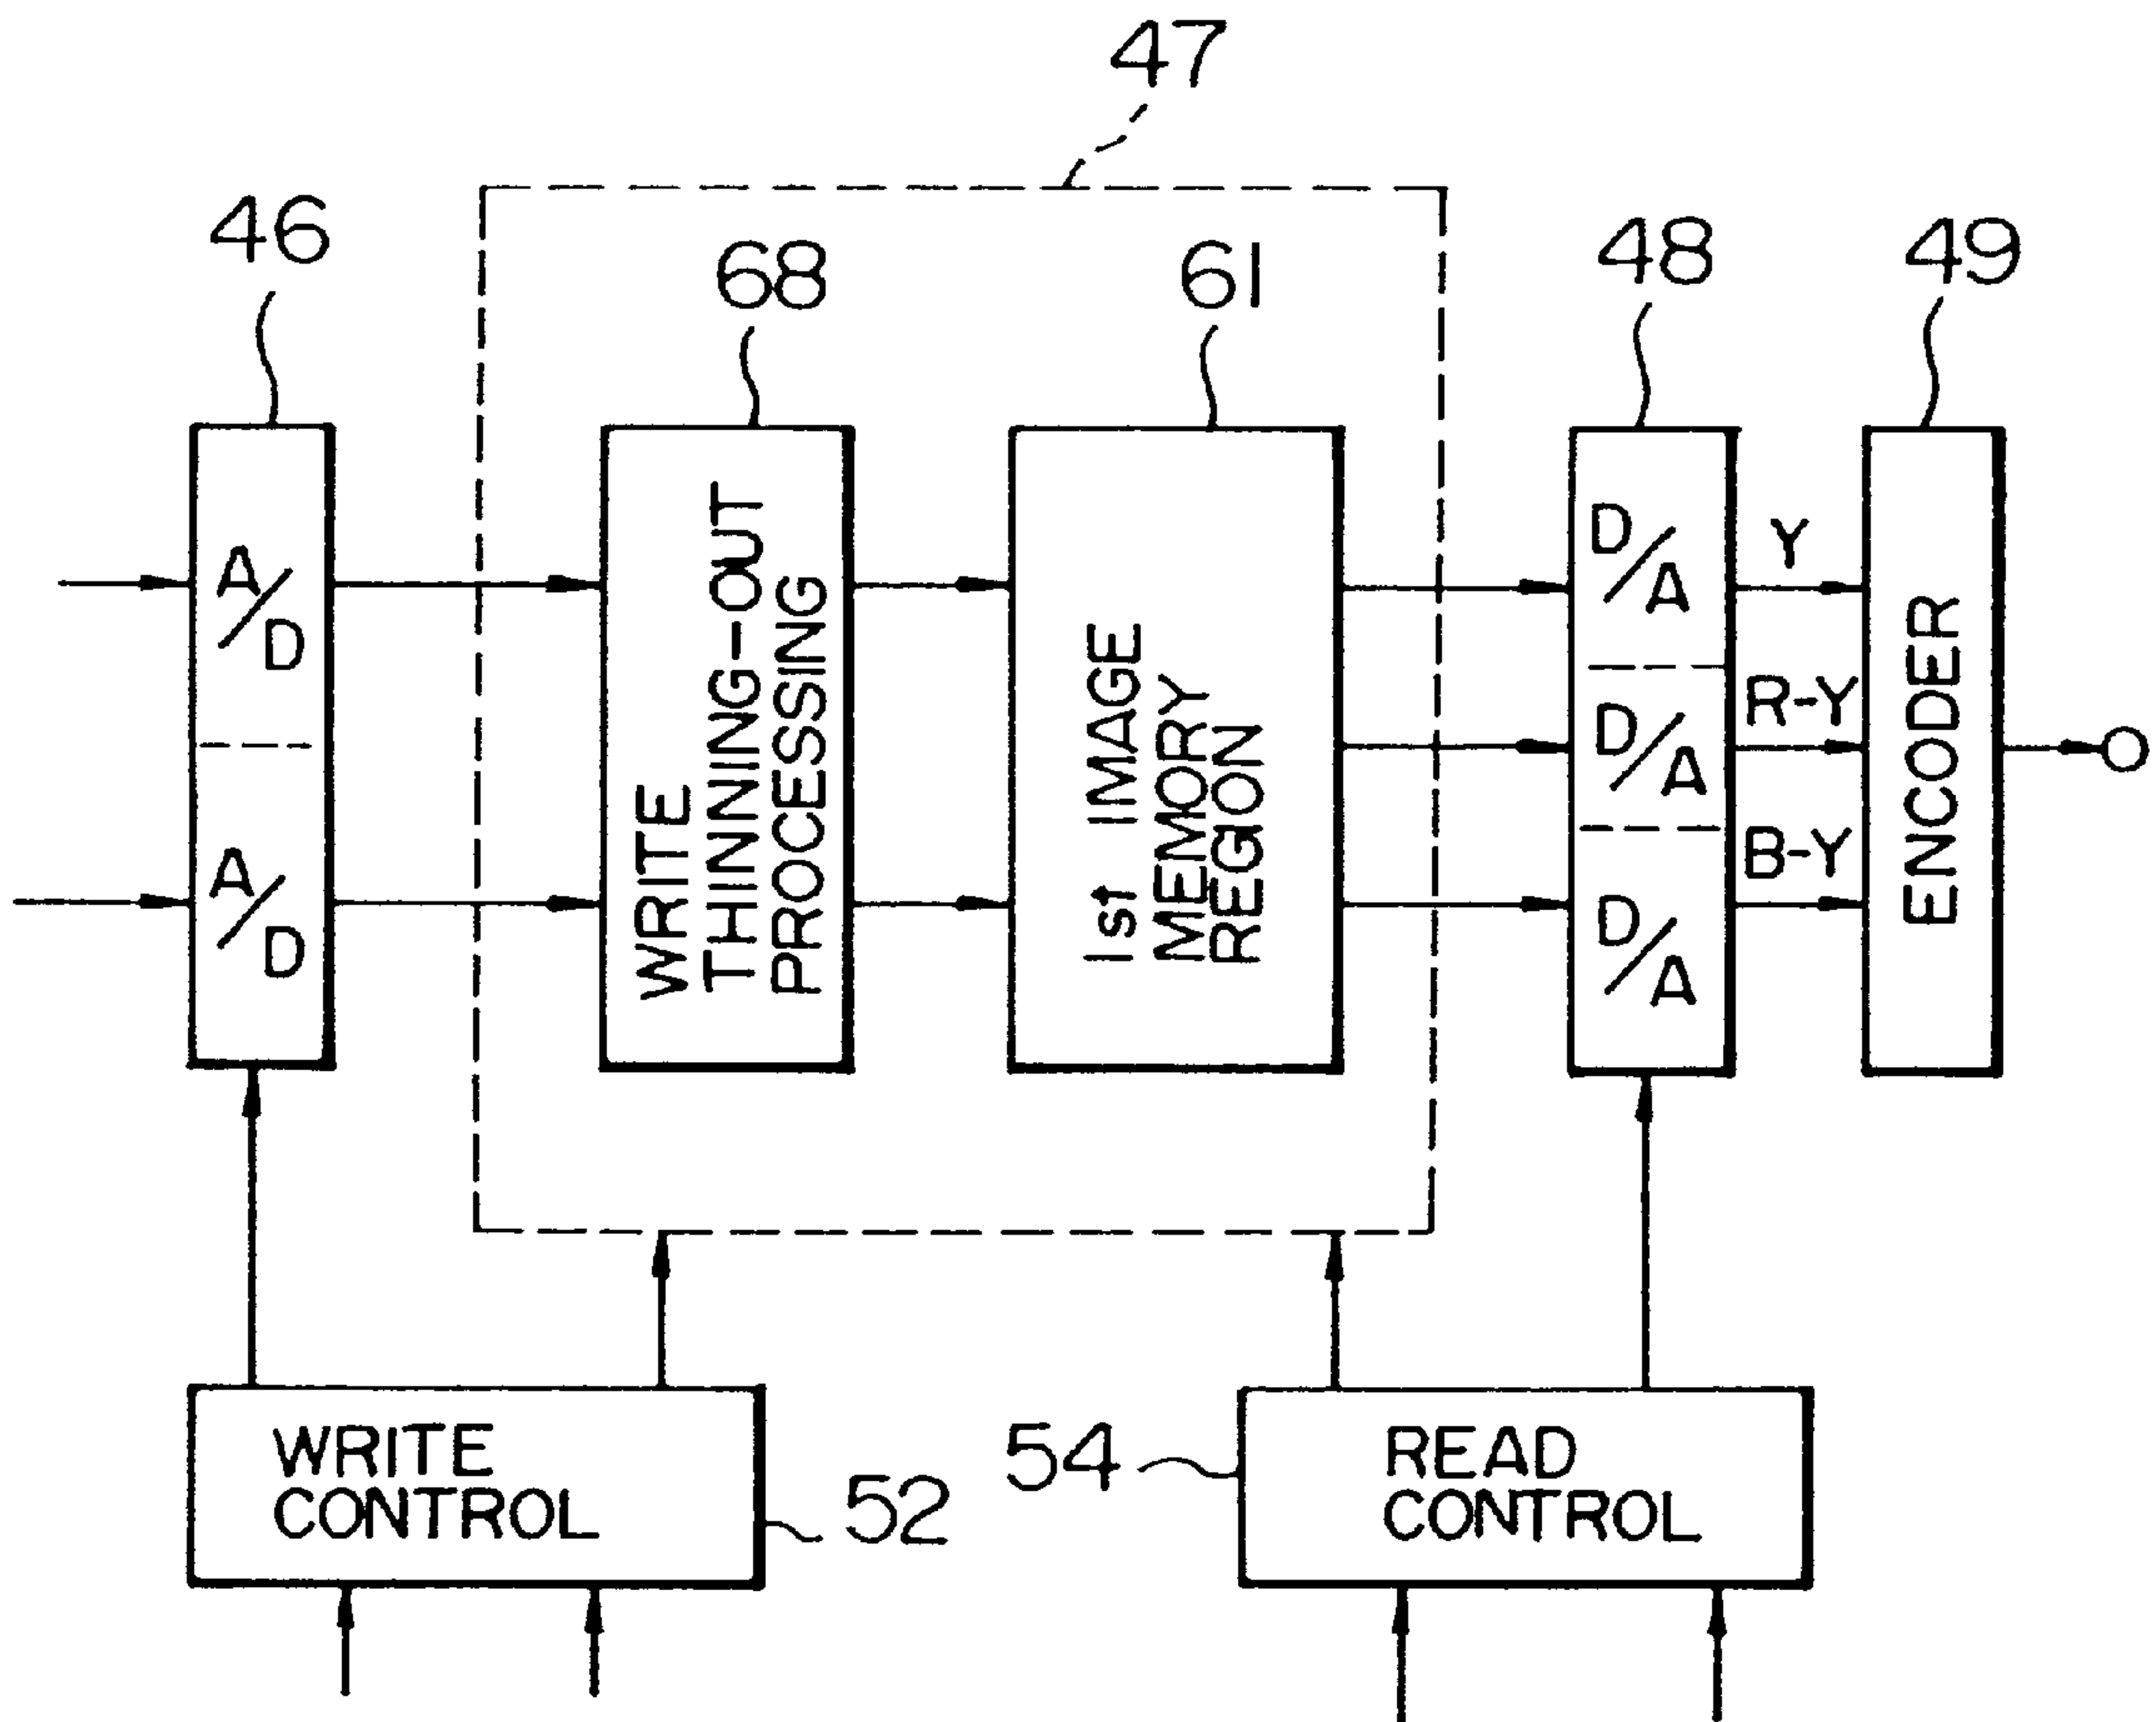 47
46
68
61
48
49
A/D
A/D
WRITE
THINNING-OUT
PROCESSING
1st IMAGE
MEMORY
REGION
D/A
D/A
D/A
Y
R-Y
B-Y
ENCODER
WRITE
CONTROL
52
54
READ
CONTROL